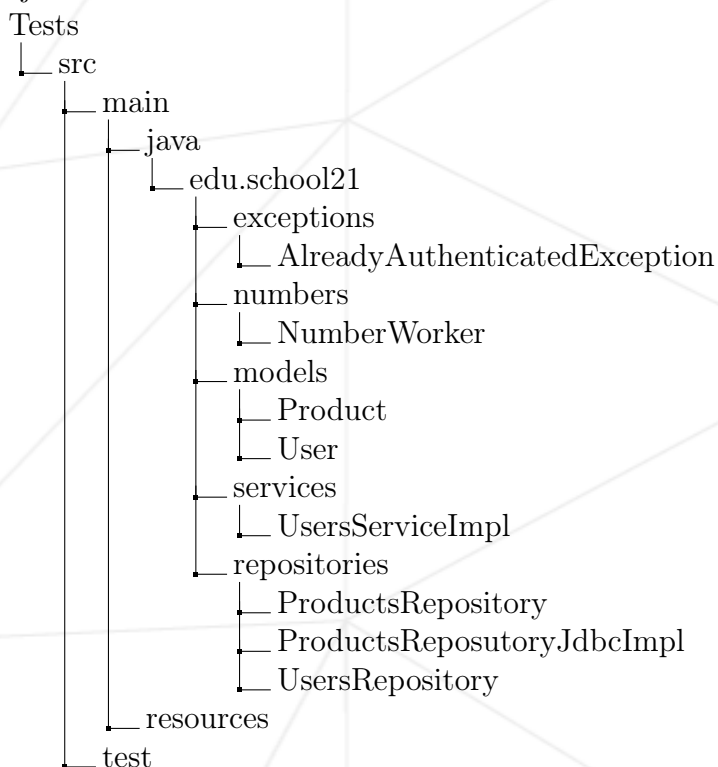 Tests
src
main
java
edu.school21
exceptions
AlreadyAuthenticatedException
numbers
NumberWorker
models
Product
User
services
UsersServiceImpl
repositories
ProductsRepository
ProductsReposutoryJdbcImpl
UsersRepository
resources
test